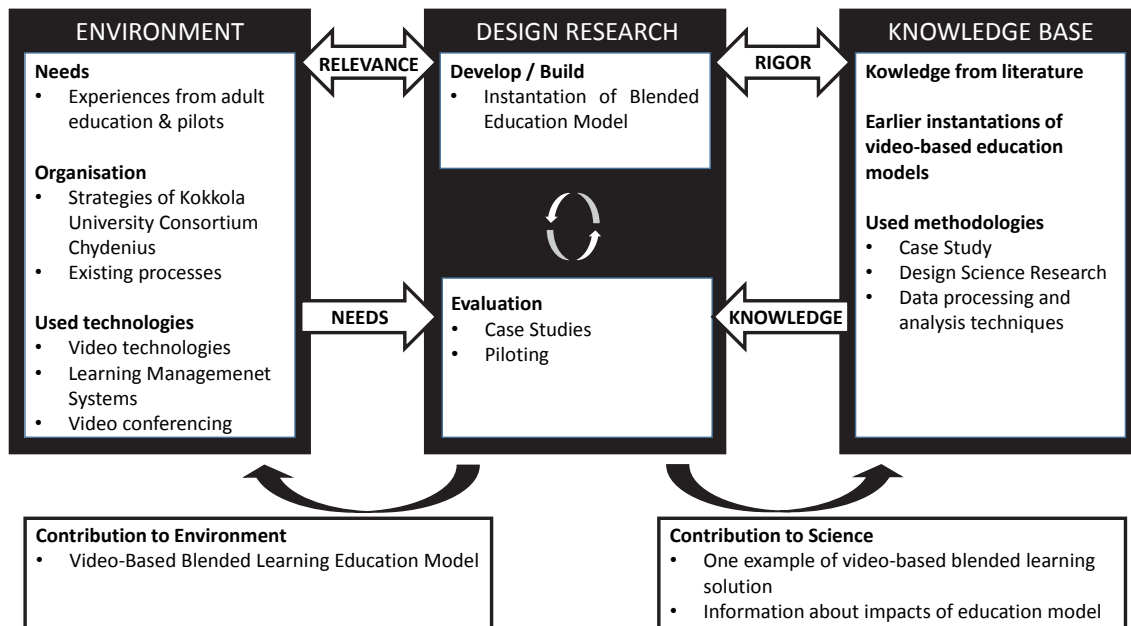 ENVIRONMENT
Needs
• Experiences from adult
education & pilots
Organisation
• Strategies of Kokkola
University Consortium
Chydenius
• Existing processes
Used technologies
• Video technologies
• Learning Managemenet
Systems
• Video conferencing
RELEVANCE
NEEDS
DESIGN RESEARCH
Develop / Build
• Instantation of Blended
Education Model
Evaluation
• Case Studies
• Piloting
RIGOR
KNOWLEDGE
KNOWLEDGE BASE
Kowledge from literature
Earlier instantations of
video-based education
models
Used methodologies
• Case Study
• Design Science Research
• Data processing and
analysis techniques
Contribution to Environment
• Video-Based Blended Learning Education Model
Contribution to Science
• One example of video-based blended learning
solution
• Information about impacts of education model